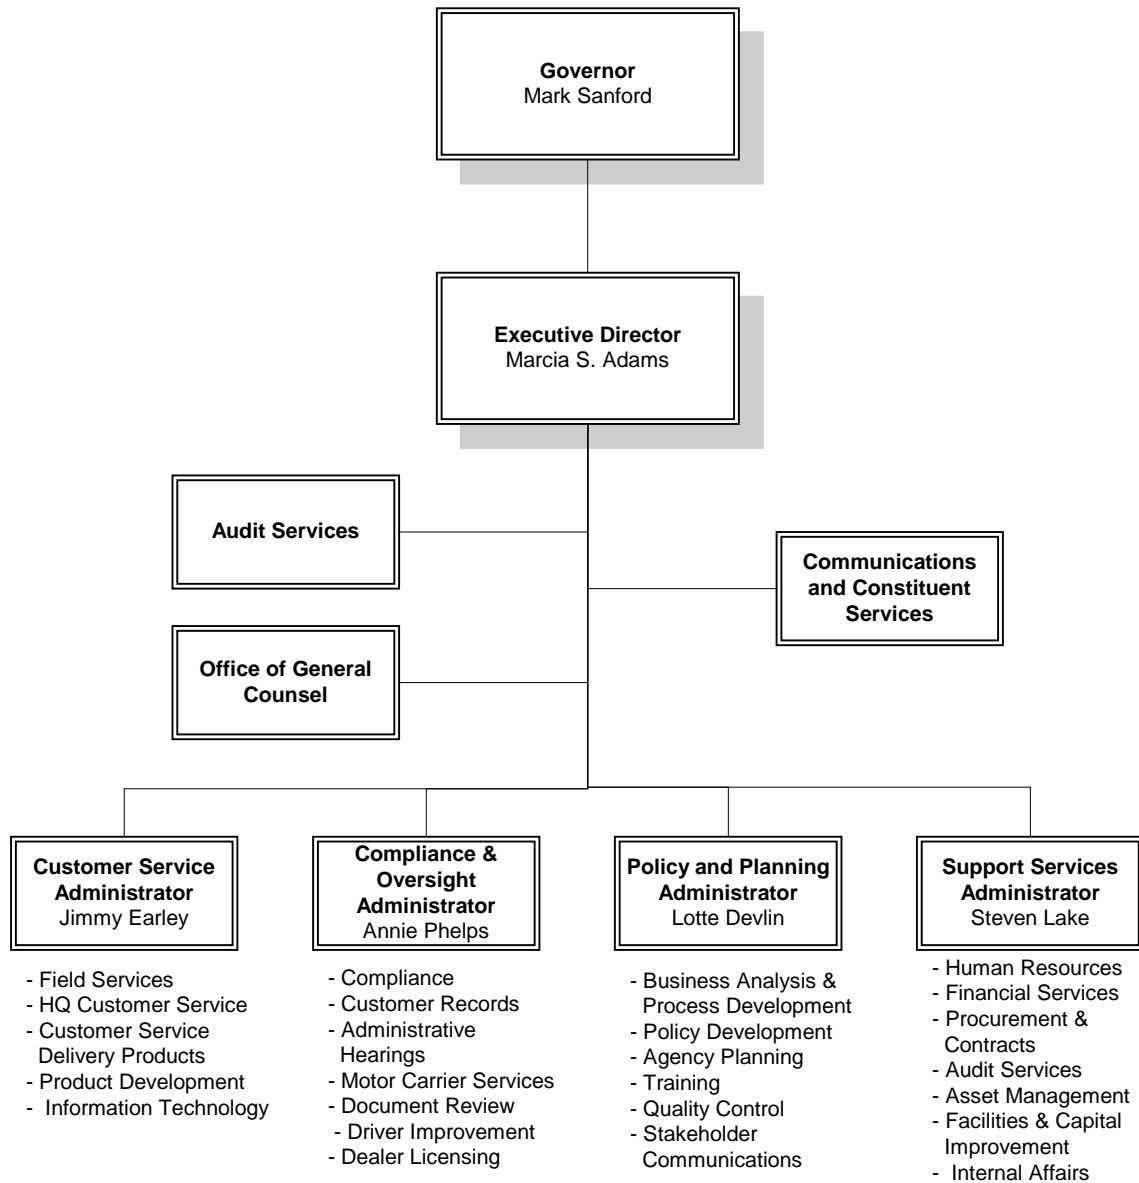 Governor
Mark Sanford
Executive Director
Marcia S. Adams
Audit Services
Communications
and Constituent
Services
Office of General
Counsel
Customer Service
Administrator
Jimmy Earley
- Field Services
- HQ Customer Service
- Customer Service
Delivery Products
- Product Development
- Information Technology
Compliance &
Oversight
Administrator
Annie Phelps
- Compliance
- Customer Records
- Administrative
Hearings
- Motor Carrier Services
- Document Review
- Driver Improvement
- Dealer Licensing
Policy and Planning
Administrator
Lotte Devlin
- Business Analysis &
Process Development
- Policy Development
- Agency Planning
- Training
- Quality Control
- Stakeholder
Communications
Support Services
Administrator
Steven Lake
- Human Resources
- Financial Services
- Procurement &
Contracts
- Audit Services
- Asset Management
- Facilities & Capital
Improvement
- Internal Affairs